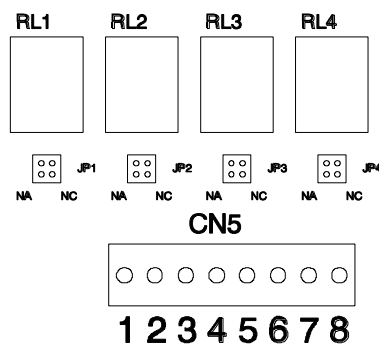 RL1 RL2 RL3 RL4
JP1 JP2 JP3 JP4
NA NC NA NC NA NC NA NC
CN5
1 2 3 4 5 6 7 8